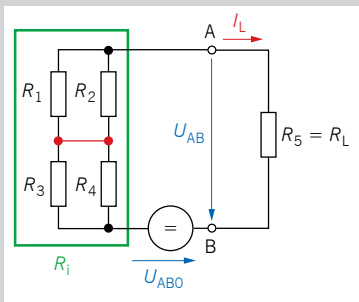 I_L
A
R_1
R_2
U_AB
R_5 = R_L
R_3
R_4
=
B
R_i
U_AB0